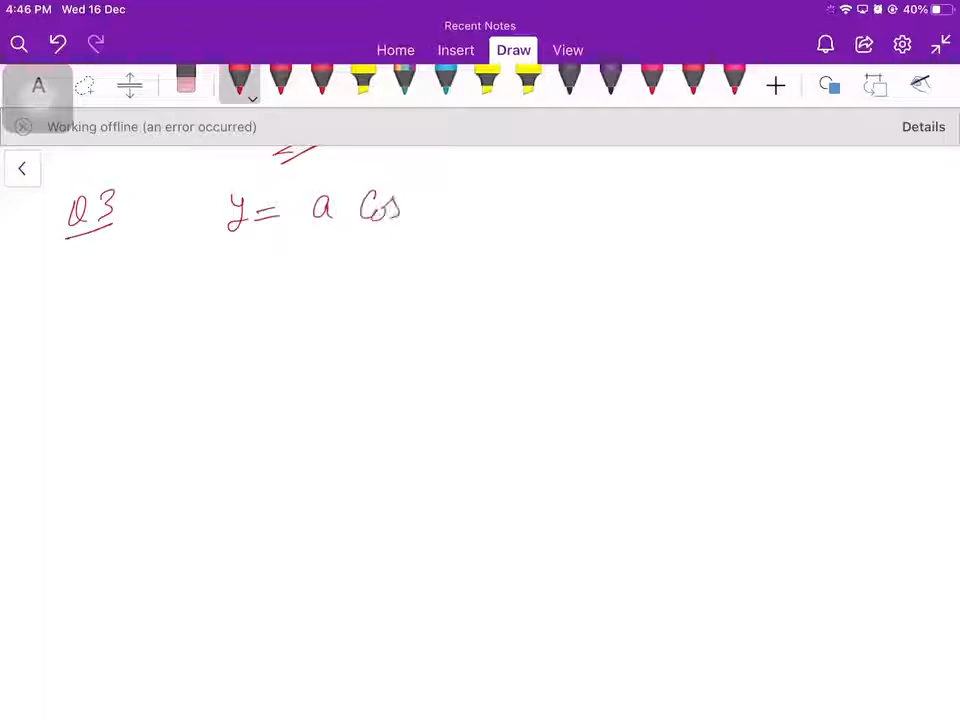 4:46 PM Wed 16 Dec
40%
Recent Notes
Home Insert Draw View
A
Working offline (an error occurred) Details
Q3 y = a Cos